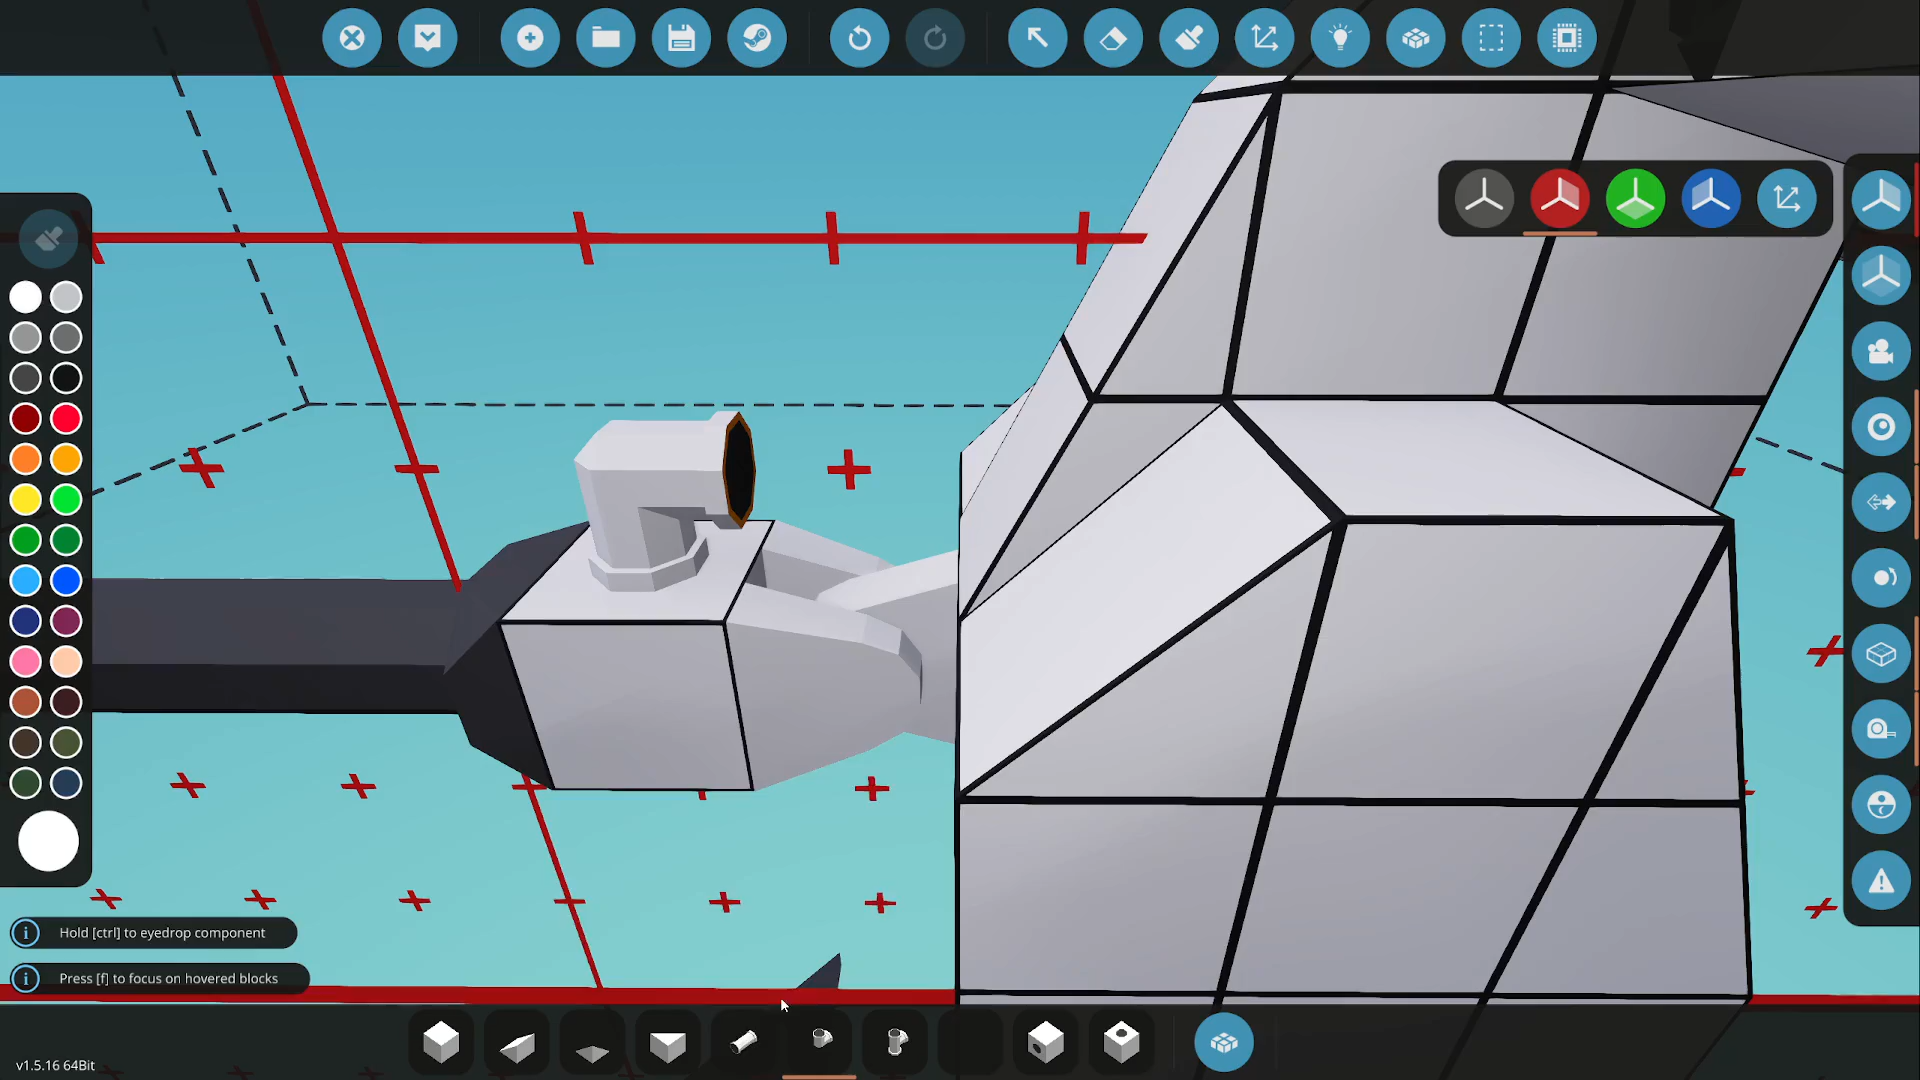 Hold [ctrl] to eyedrop component
Press [f] to focus on hovered blocks
v1.5.16 64Bit